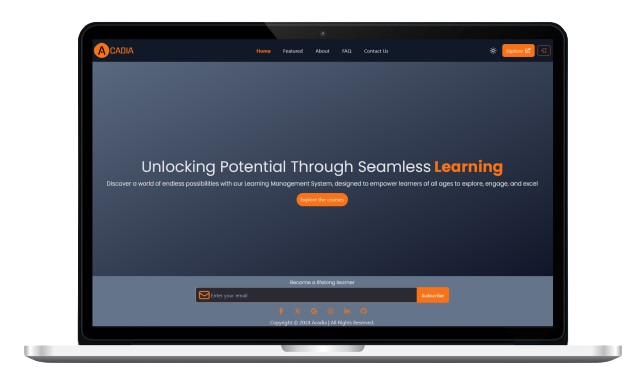 ACADIA
Home Featured About FAQ Contact Us
Explore
Unlocking Potential Through Seamless Learning
Discover a world of endless possibilities with our Learning Management System, designed to empower learners of all ages to explore, engage, and excel
Explore the courses
Become a lifelong learner
Enter your email
Subscribe
Copyright © Acadia | All Rights Reserved.